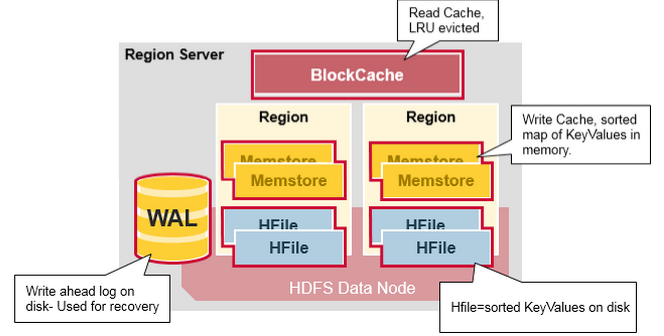 Read Cache,
LRU evicted
Region Server
BlockCache
Region
Region
Write Cache, sorted
map of KeyValues in
memory.
Memstore
Memstore
Memstore
Memstore
WAL
HFile
HFile
HFile
HFile
Write ahead log on
disk- Used for recovery
HDFS Data Node
Hfile=sorted KeyValues on disk